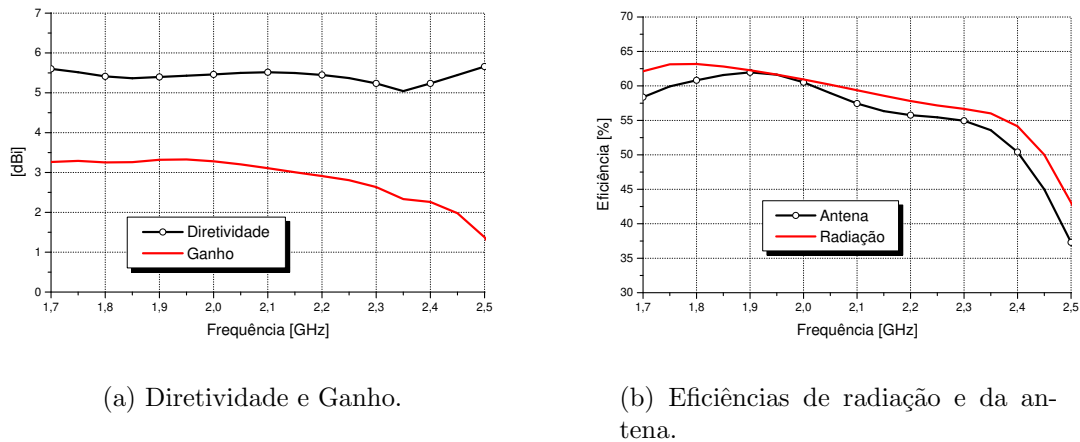 7
6
5
4
3
2
1
0
[dBi]
Diretividade
Ganho
1,7 1,8 1,9 2,0 2,1 2,2 2,3 2,4 2,5
Frequência [GHz]
(a) Diretividade e Ganho.
70
65
60
55
50
45
40
35
30
Eficiência [%]
Antena
Radiação
1,7 1,8 1,9 2,0 2,1 2,2 2,3 2,4 2,5
Frequência [GHz]
(b) Eficiências de radiação e da an-
tena.